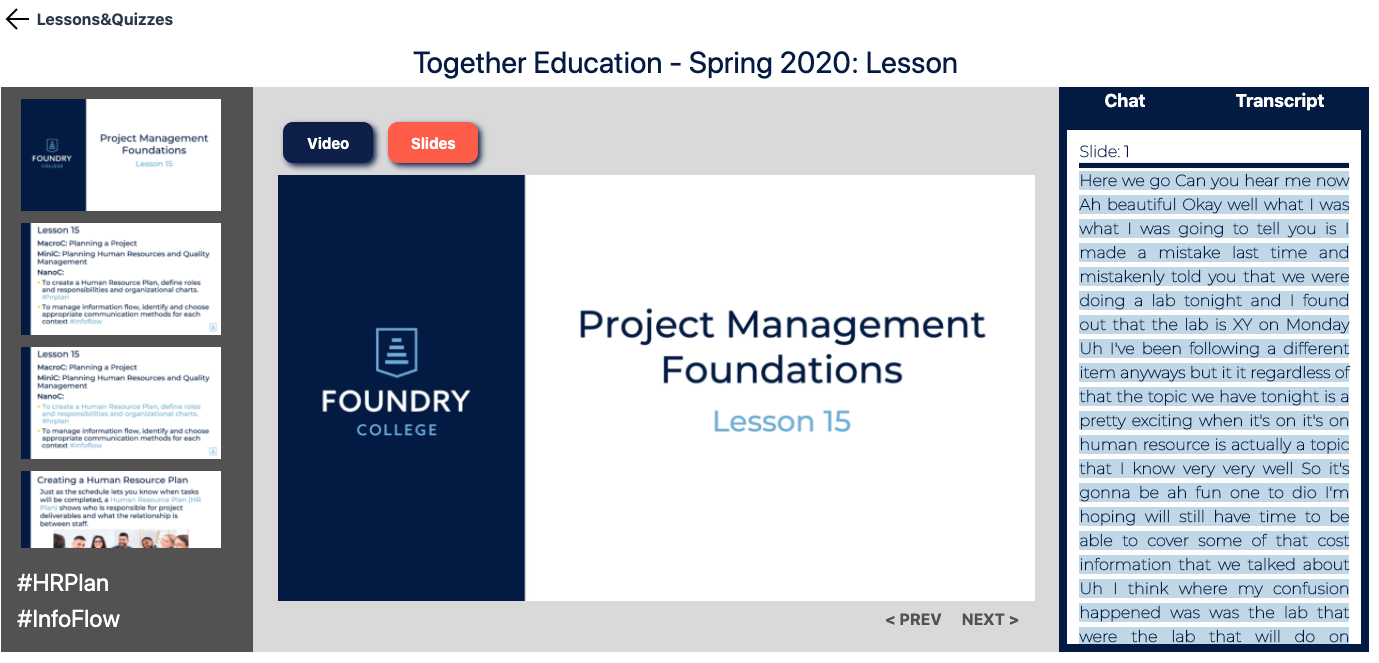 Lessons&Quizzes
Together Education - Spring 2020: Lesson
FOUNDRY
COLLEGE
Project Management
Foundations
Lesson 15
Lesson 15
MacroC: Planning a Project
MiniC: Planning Human Resources and Quality
Management
NanoC:
To create a Human Resource Plan, define roles
and responsibilities and organizational charts.
#hrplan
To manage information flow, identify and choose
appropriate communication methods for each
context #infoflow
Lesson 15
MacroC: Planning a Project
MiniC: Planning Human Resources and Quality
Management
NanoC:
To create a Human Resource Plan, define roles
and responsibilities and organizational charts.
#hrplan
To manage information flow, identify and choose
appropriate communication methods for each
context #infoflow
Creating a Human Resource Plan
Just as the schedule lets you know when tasks
will be completed, a Human Resource Plan (HR
Plan) shows who is responsible for project
deliverables and what the relationship is
between staff.
#HRPlan
#InfoFlow
Video
Slides
FOUNDRY
COLLEGE
Project Management
Foundations
Lesson 15
< PREV NEXT >
Chat Transcript
Slide: 1
Here we go Can you hear me now
Ah beautiful Okay well what I was
what I was going to tell you is I
made a mistake last time and
mistakenly told you that we were
doing a lab tonight and I found
out that the lab is XY on Monday
Uh I've been following a different
item anyways but it it regardless of
that the topic we have tonight is a
pretty exciting when it's on it's on
human resource is actually a topic
that I know very very well So it's
gonna be ah fun one to dio I'm
hoping will still have time to be
able to cover some of that cost
information that we talked about
Uh I think where my confusion
happened was was the lab that
were the lab that will do on